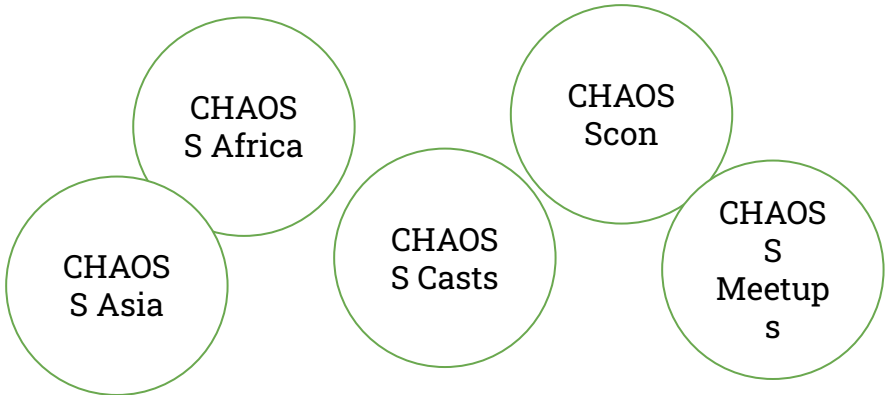 CHAOS
S Africa
CHAOS
Scon
CHAOS
S Asia
CHAOS
S Casts
CHAOS
S
Meetup
s